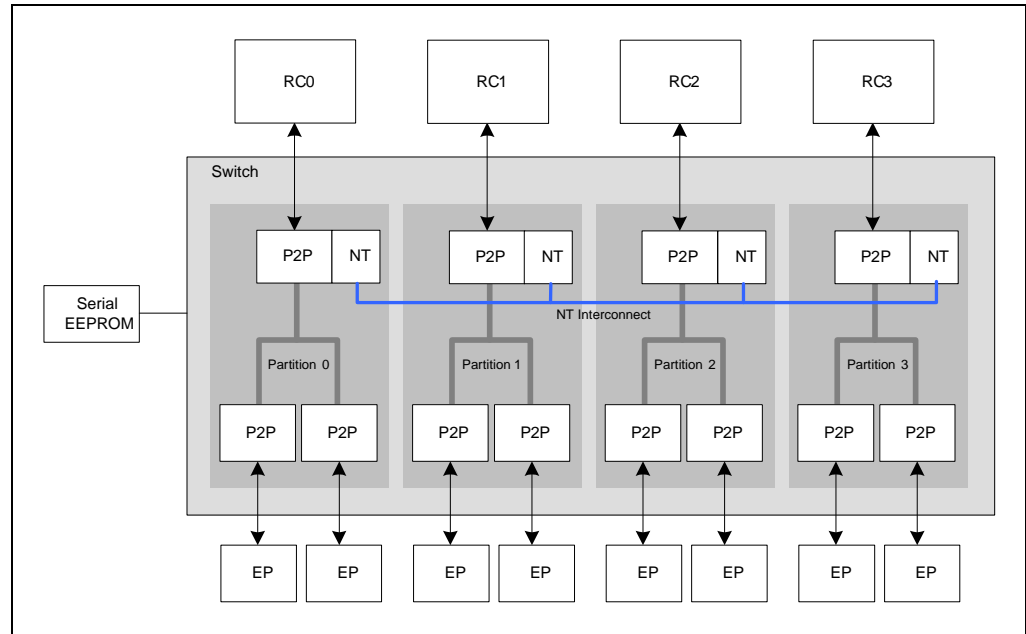 RC0 RC1 RC2 RC3
Switch
P2P NT P2P NT P2P NT P2P NT
Serial
EEPROM
NT Interconnect
Partition 0 Partition 1 Partition 2 Partition 3
P2P P2P P2P P2P P2P P2P P2P P2P
EP EP EP EP EP EP EP EP